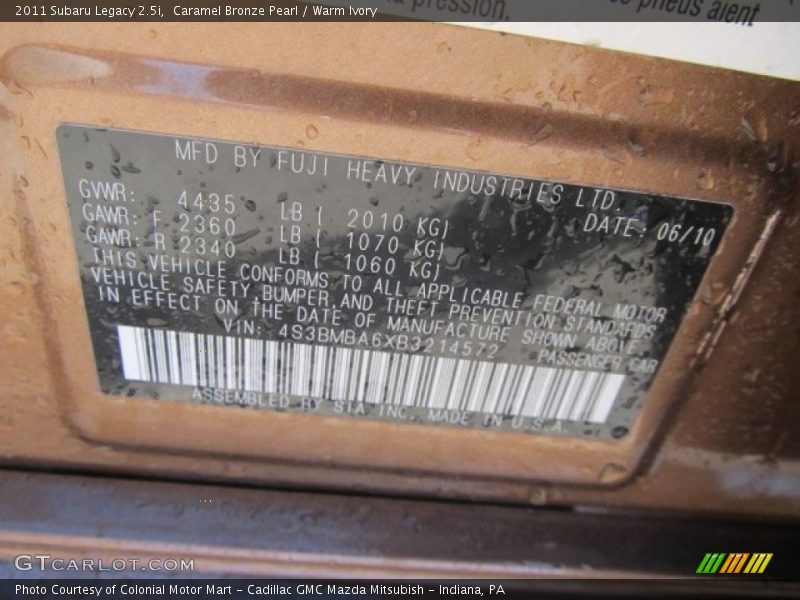 2011 Subaru Legacy 2.5i,  Caramel Bronze Pearl / Warm Ivory
pression.
pneus aient
MFD BY FUJI HEAVY INDUSTRIES LTD.
DATE: 06/10
GVWR: 4435 LB ( 2010 KG)
GAWR: F 2360 LB ( 1070 KG)
GAWR: R 2340 LB ( 1060 KG)
THIS VEHICLE CONFORMS TO ALL APPLICABLE FEDERAL MOTOR
VEHICLE SAFETY BUMPER, AND THEFT PREVENTION STANDARDS
IN EFFECT ON THE DATE OF MANUFACTURE SHOWN ABOVE.
VIN: 4S3BMBA6XB3214572 PASSENGER CAR
ASSEMBLED BY SIA INC. MADE IN U.S.A.
GTCARLOT.COM
Photo Courtesy of Colonial Motor Mart - Cadillac GMC Mazda Mitsubish - Indiana, PA